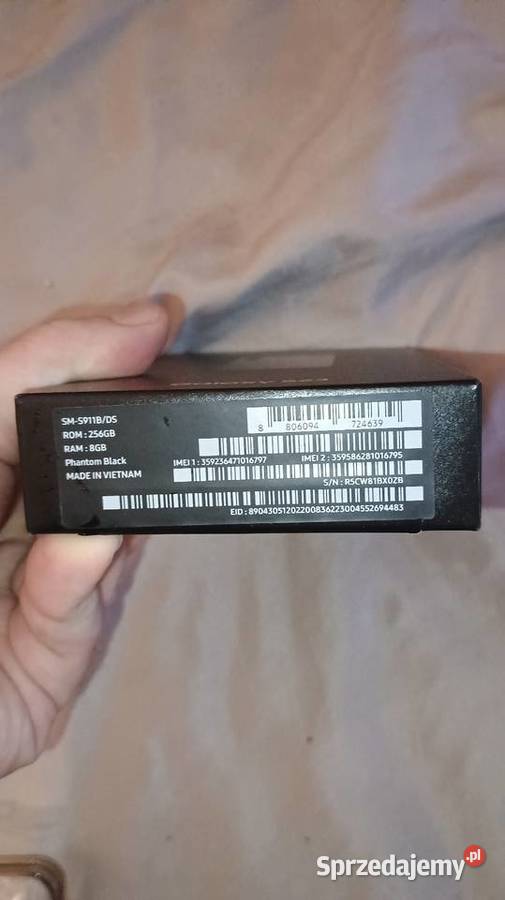 SM-S911B/DS
ROM : 256GB
RAM : 8GB
Phantom Black
MADE IN VIETNAM
8 806094 724639
IMEI 1 : 359236471016797
IMEI 2 : 359586281016795
S/N : R5CW81BX0ZB
EID : 89043051202200836223004552694483
Sprzedajemy.pl